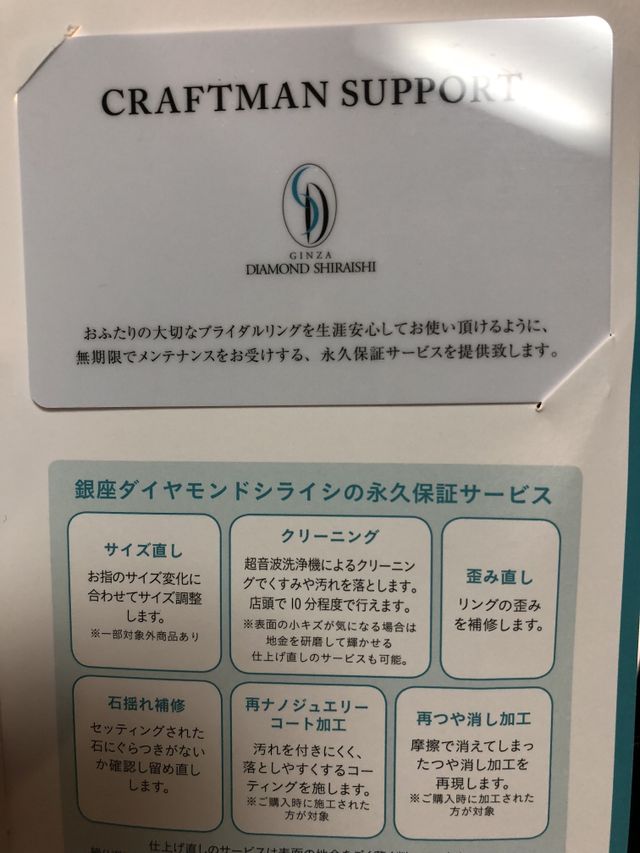 CRAFTMAN SUPPORT
GINZA
DIAMOND SHIRAISHI
おふたりの大切なブライダルリングを生涯安心してお使い頂けるように、
無期限でメンテナンスをお受けする、永久保証サービスを提供致します。
銀座ダイヤモンドシライシの永久保証サービス
サイズ直し
お指のサイズ変化に
合わせてサイズ調整
します。
※一部対象外商品あり
クリーニング
超音波洗浄機によるクリーニン
グでくすみや汚れを落とします。
店頭で10分程度で行えます。
※表面の小キズが気になる場合は
地金を研磨して輝かせる
仕上げ直しのサービスも可能。
歪み直し
リングの歪み
を補修します。
石揺れ補修
セッティングされた
石にぐらつきがない
か確認し留め直し
します。
再ナノジュエリー
コート加工
汚れを付きにくく、
落としやすくするコー
ティングを施します。
※ご購入時に施工された
方が対象
再つや消し加工
摩擦で消えてしまっ
たつや消し加工を
再現します。
※ご購入時に加工された
方が対象
仕上げ直しのサービスは表面の地金を